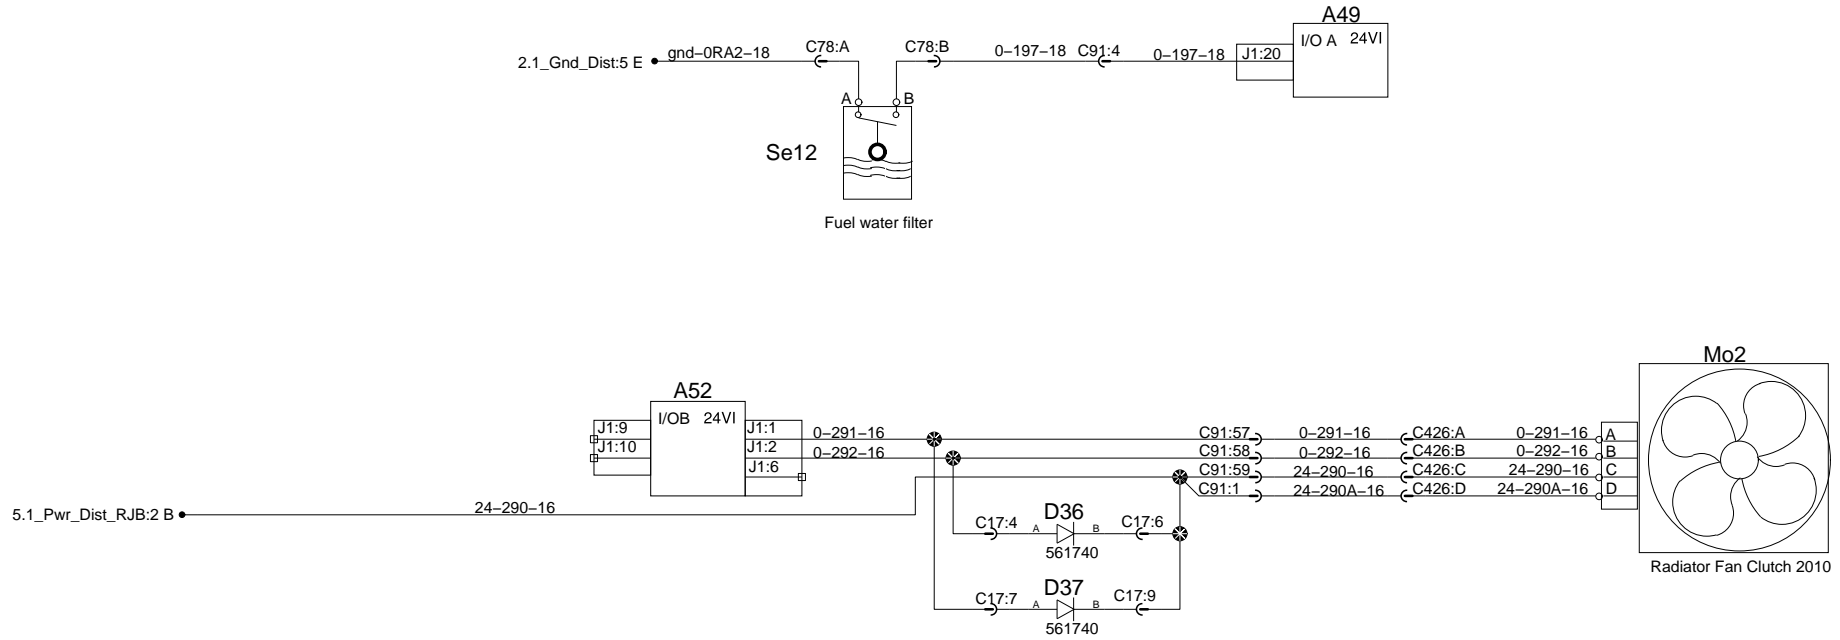 A49
I/O A 24VI
2.1_Gnd_Dist:5 E gnd-0RA2-18 C78:A C78:B 0-197-18 C91:4 0-197-18 J1:20
A B
Se12
Fuel water filter
Mo2
A52
I/OB 24VI
J1:9 J1:1 0-291-16 C91:57 0-291-16 C426:A 0-291-16 A
J1:10 J1:2 0-292-16 C91:58 0-292-16 C426:B 0-292-16 B
J1:6 C91:59 24-290-16 C426:C 24-290-16 C
C91:1 24-290A-16 C426:D 24-290A-16 D
5.1_Pwr_Dist_RJB:2 B 24-290-16
D36
C17:4 A B C17:6
561740
Radiator Fan Clutch 2010
D37
C17:7 A B C17:9
561740